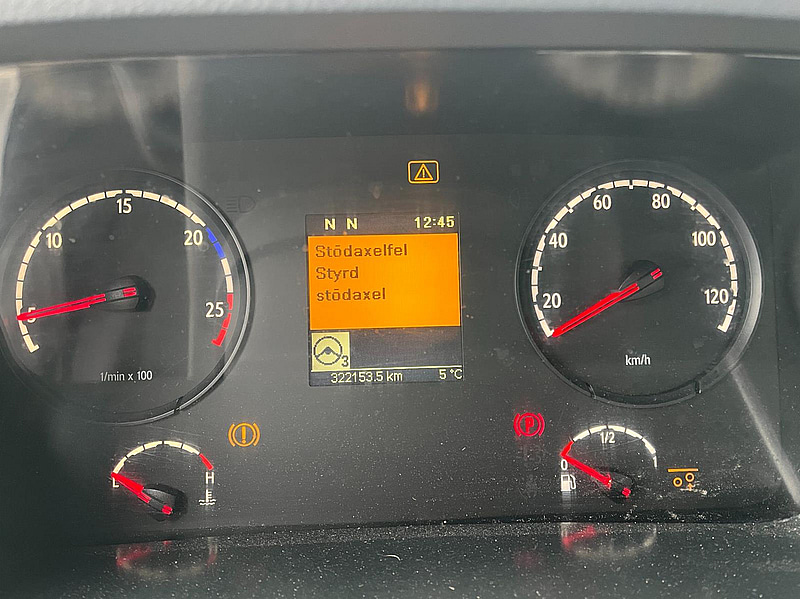 N N 12:45
Stödaxelfel
Styrd
stödaxel
3
322153.5 km 5 °C
5 10 15 20 25
1/min x 100
20 40 60 80 100 120
km/h
L H
0 1/2
P